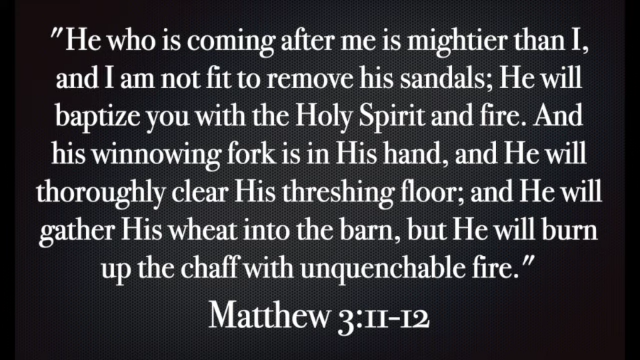 "He who is coming after me is mightier than I,
and I am not fit to remove his sandals; He will
baptize you with the Holy Spirit and fire. And
his winnowing fork is in His hand, and He will
thoroughly clear His threshing floor; and He will
gather His wheat into the barn, but He will burn
up the chaff with unquenchable fire."
Matthew 3:11-12